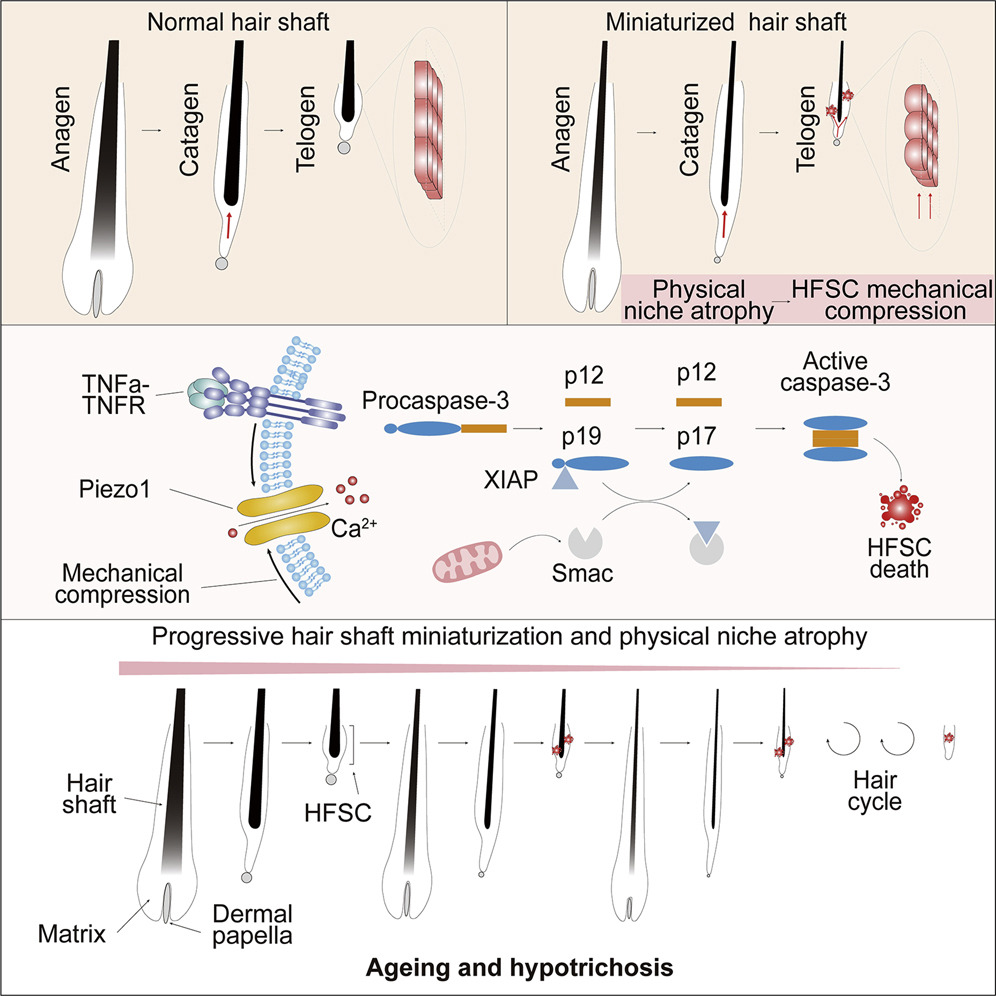 Normal hair shaft
Anagen
Catagen
Telogen
Miniaturized hair shaft
Anagen
Catagen
Telogen
Physical
niche atrophy
HFSC mechanical
compression
TNFa-
TNFR
Piezo1
Ca²⁺
Mechanical
compression
Procaspase-3
p12
p19
XIAP
Smac
p12
p17
Active
caspase-3
HFSC
death
Progressive hair shaft miniaturization and physical niche atrophy
Hair
shaft
HFSC
Hair
cycle
Matrix
Dermal
papilla
Ageing and hypotrichosis